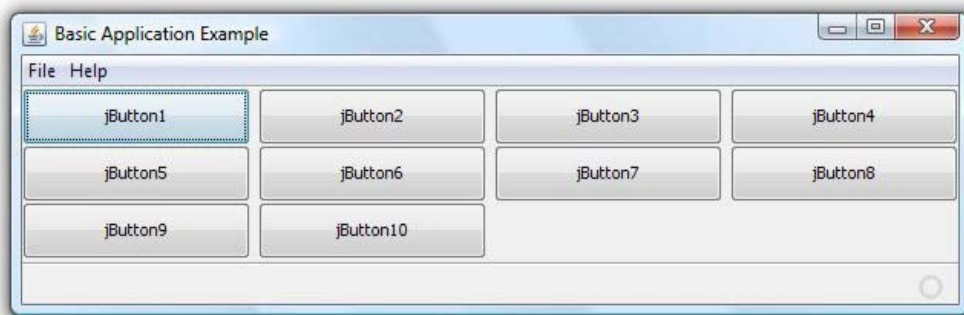 Basic Application Example
File Help
jButton1 jButton2 jButton3 jButton4
jButton5 jButton6 jButton7 jButton8
jButton9 jButton10